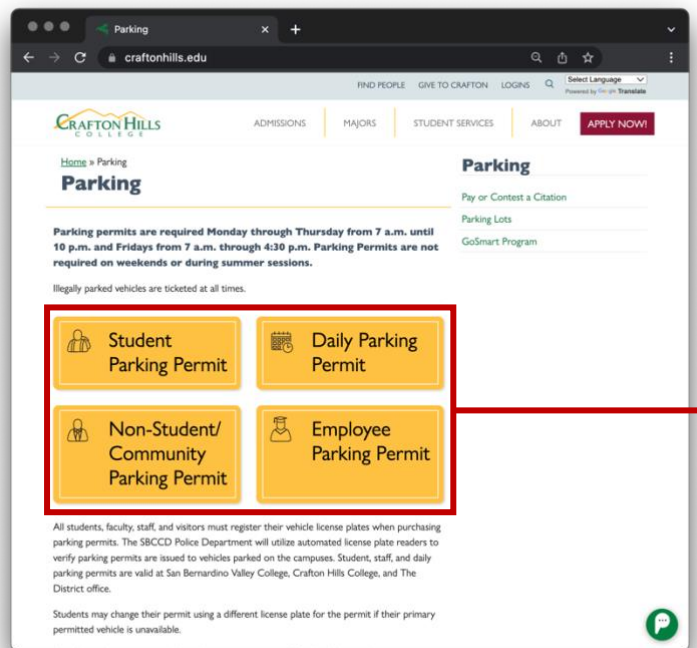 Parking
craftonhills.edu
FIND PEOPLE GIVE TO CRAFTON LOGINS Select Language
Powered by Google Translate
CRAFTON HILLS
COLLEGE
ADMISSIONS MAJORS STUDENT SERVICES ABOUT APPLY NOW!
Home » Parking
Parking
Parking permits are required Monday through Thursday from 7 a.m. until
10 p.m. and Fridays from 7 a.m. through 4:30 p.m. Parking Permits are not
required on weekends or during summer sessions.
Illegally parked vehicles are ticketed at all times.
Student
Parking Permit
Daily Parking
Permit
Non-Student/
Community
Parking Permit
Employee
Parking Permit
All students, faculty, staff, and visitors must register their vehicle license plates when purchasing
parking permits. The SBCCD Police Department will utilize automated license plate readers to
verify parking permits are issued to vehicles parked on the campuses. Student, staff, and daily
parking permits are valid at San Bernardino Valley College, Crafton Hills College, and The
District office.
Students may change their permit using a different license plate for the permit if their primary
permitted vehicle is unavailable.
Parking
Pay or Contest a Citation
Parking Lots
GoSmart Program